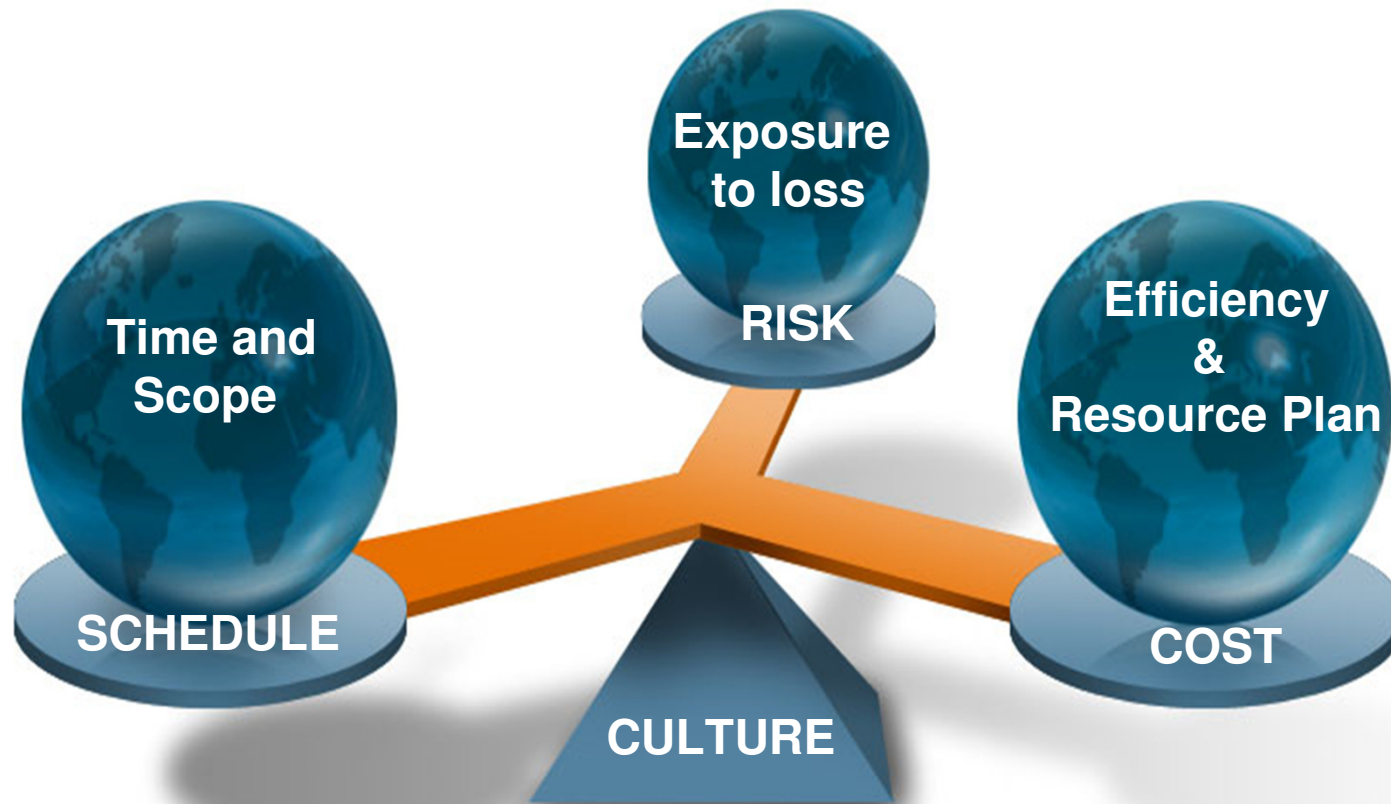 Exposure
to loss
RISK
Time and
Scope
SCHEDULE
Efficiency
&
Resource Plan
COST
CULTURE